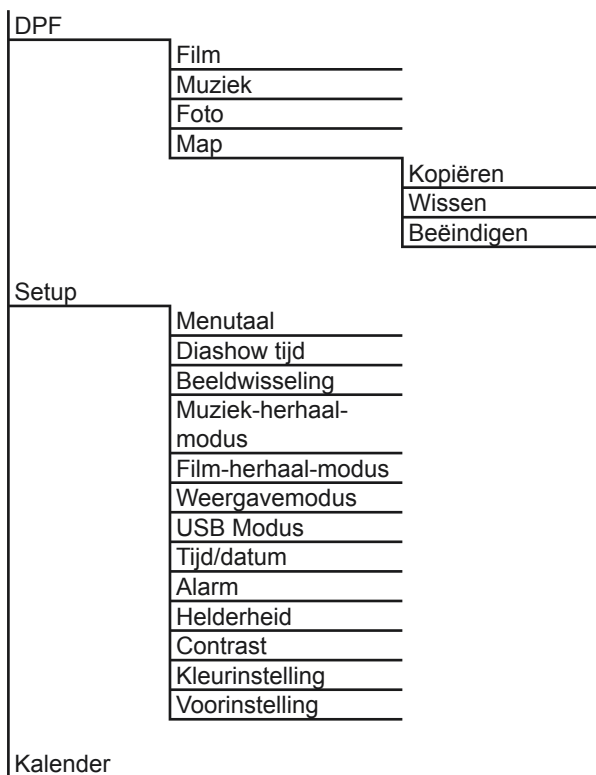 DPF
Film
Muziek
Foto
Map
Kopiëren
Wissen
Beëindigen
Setup
Menutaal
Diashow tijd
Beeldwisseling
Muziek-herhaal-
modus
Film-herhaal-modus
Weergavemodus
USB Modus
Tijd/datum
Alarm
Helderheid
Contrast
Kleurinstelling
Voorinstelling
Kalender